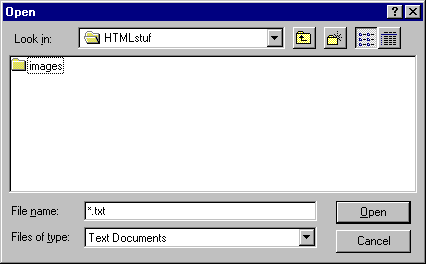 Open
Look in: HTMLstuf
images
File name: *.txt
Open
Files of type: Text Documents
Cancel